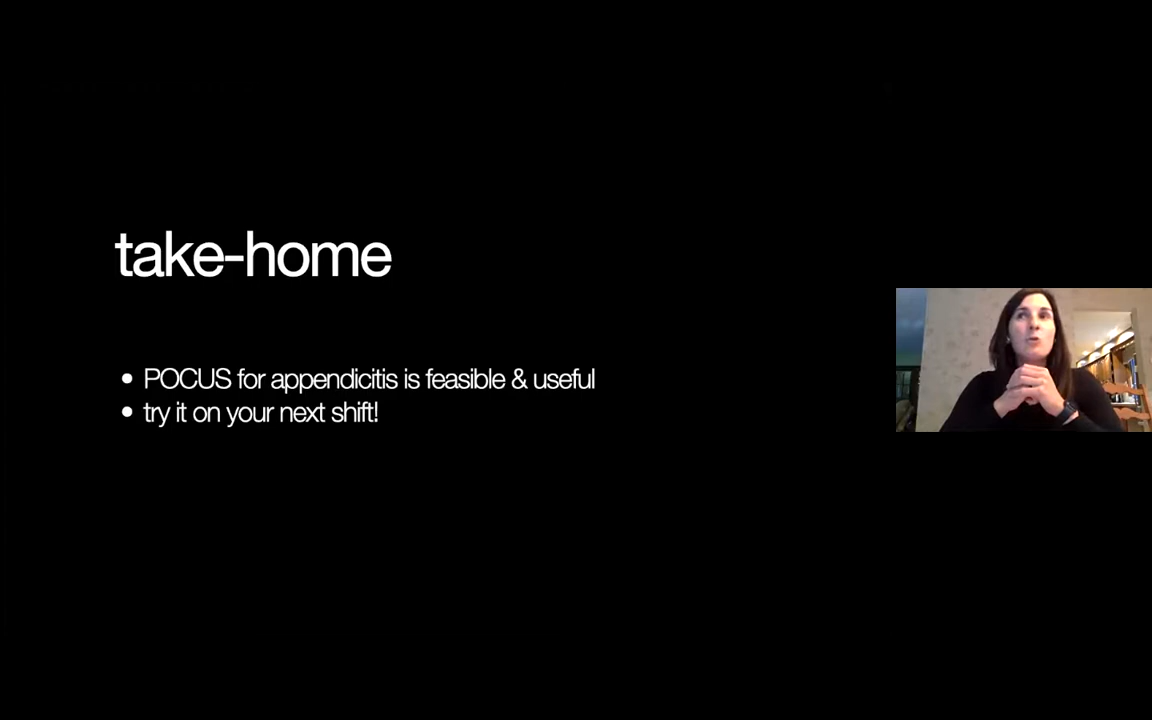 take-home
• POCUS for appendicitis is feasible & useful
• try it on your next shift!